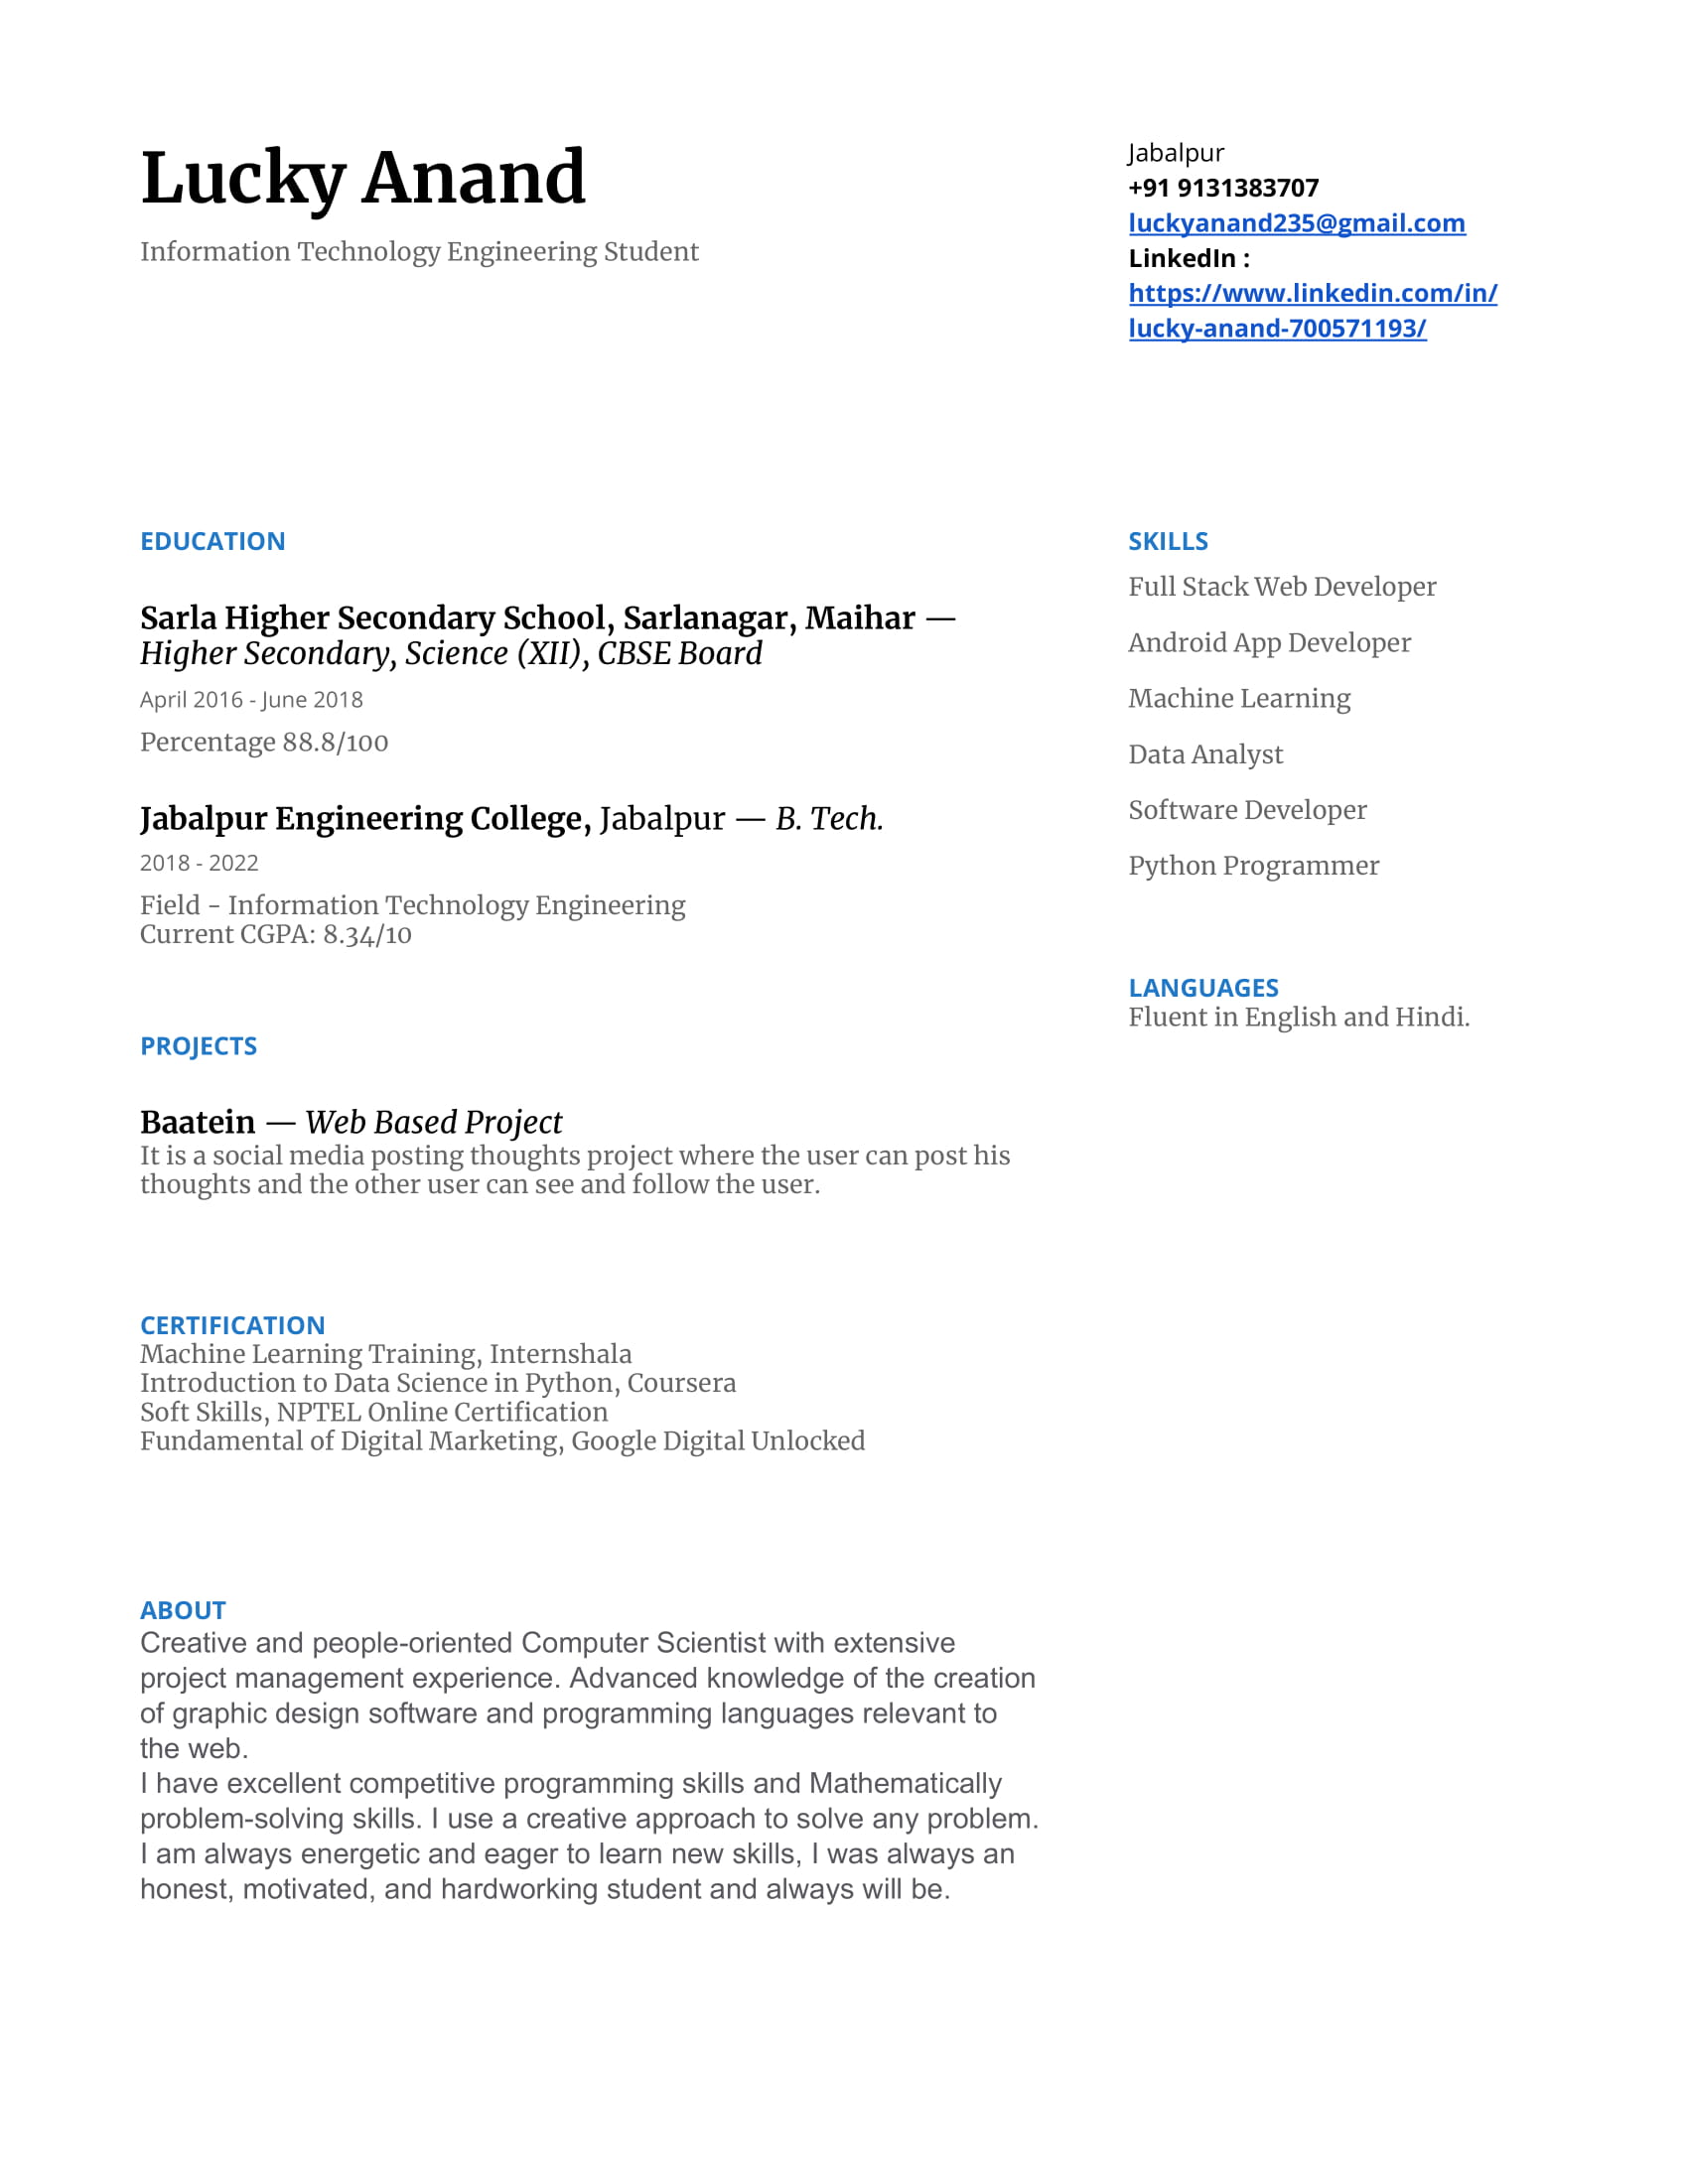 Lucky Anand
Information Technology Engineering Student
Jabalpur
+91 9131383707
luckyanand235@gmail.com
LinkedIn :
https://www.linkedin.com/in/
lucky-anand-700571193/
EDUCATION
Sarla Higher Secondary School, Sarlanagar, Maihar —
Higher Secondary, Science (XII), CBSE Board
April 2016 - June 2018
Percentage 88.8/100
Jabalpur Engineering College, Jabalpur — B. Tech.
2018 - 2022
Field - Information Technology Engineering
Current CGPA: 8.34/10
PROJECTS
Baatein — Web Based Project
It is a social media posting thoughts project where the user can post his
thoughts and the other user can see and follow the user.
CERTIFICATION
Machine Learning Training, Internshala
Introduction to Data Science in Python, Coursera
Soft Skills, NPTEL Online Certification
Fundamental of Digital Marketing, Google Digital Unlocked
ABOUT
Creative and people-oriented Computer Scientist with extensive
project management experience. Advanced knowledge of the creation
of graphic design software and programming languages relevant to
the web.
I have excellent competitive programming skills and Mathematically
problem-solving skills. I use a creative approach to solve any problem.
I am always energetic and eager to learn new skills, I was always an
honest, motivated, and hardworking student and always will be.
SKILLS
Full Stack Web Developer
Android App Developer
Machine Learning
Data Analyst
Software Developer
Python Programmer
LANGUAGES
Fluent in English and Hindi.